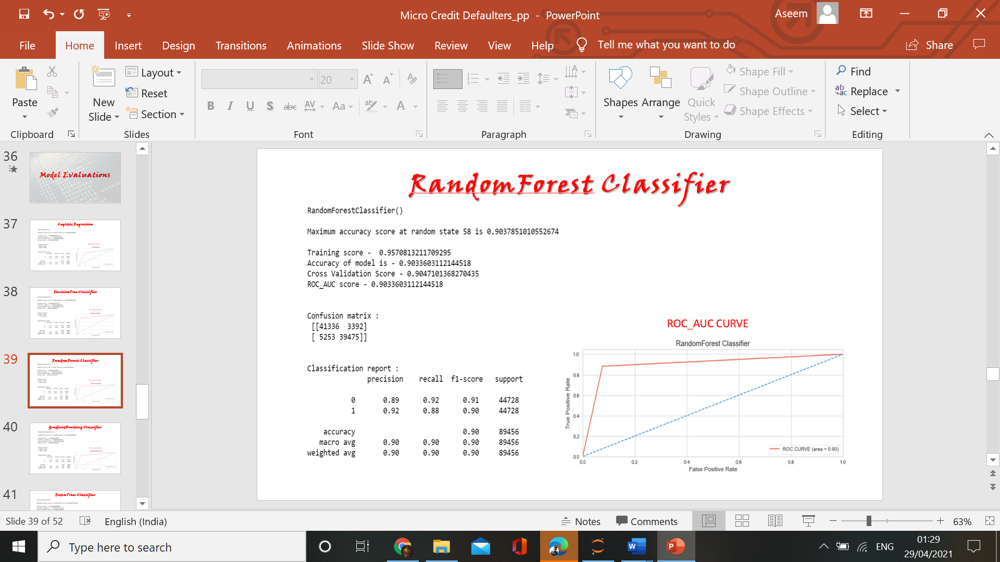 Micro Credit Defaulters_pp - PowerPoint
Aseem
File Home Insert Design Transitions Animations Slide Show Review View Help Tell me what you want to do Share
Paste
Clipboard
New Slide
Layout
Reset
Section
Slides
20
B I U S abc AV Aa A
Font
Paragraph
Shapes Arrange Quick Styles
Shape Fill
Shape Outline
Shape Effects
Drawing
Find
Replace
Select
Editing
36
Model Evaluations
37
Logistic Regression
38
DecisionTree Classifier
39
RandomForest Classifier
40
GradientBoosting Classifier
41
ExtraTrees Classifier
RandomForest Classifier
RandomForestClassifier()
Maximum accuracy score at random state 58 is 0.9037851010552674
Training score - 0.9570813211709295
Accuracy of model is - 0.9033603112144518
Cross Validation Score - 0.9047101368270435
ROC_AUC score - 0.9033603112144518
Confusion matrix :
[[41336 3392]
[ 5253 39475]]
Classification report :
precision recall f1-score support
0 0.89 0.92 0.91 44728
1 0.92 0.88 0.90 44728
accuracy 0.90 89456
macro avg 0.90 0.90 0.90 89456
weighted avg 0.90 0.90 0.90 89456
ROC_AUC CURVE
RandomForest Classifier
1.0
0.8
0.6
0.4
0.2
0.0
True Positive Rate
ROC CURVE (area = 0.90)
0.0 0.2 0.4 0.6 0.8 1.0
False Positive Rate
Slide 39 of 52 English (India) Notes Comments 63%
Type here to search
ENG
01:29
29/04/2021